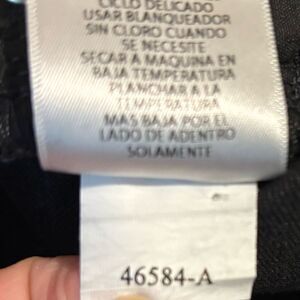 CICLO DELICADO
USAR BLANQUEADOR
SIN CLORO CUANDO
SE NECESITE
SECAR A MAQUINA EN
BAJA TEMPERATURA
PLANCHAR A LA
TEMPERATURA
MAS BAJA POR EL
LADO DE ADENTRO
SOLAMENTE
46584-A